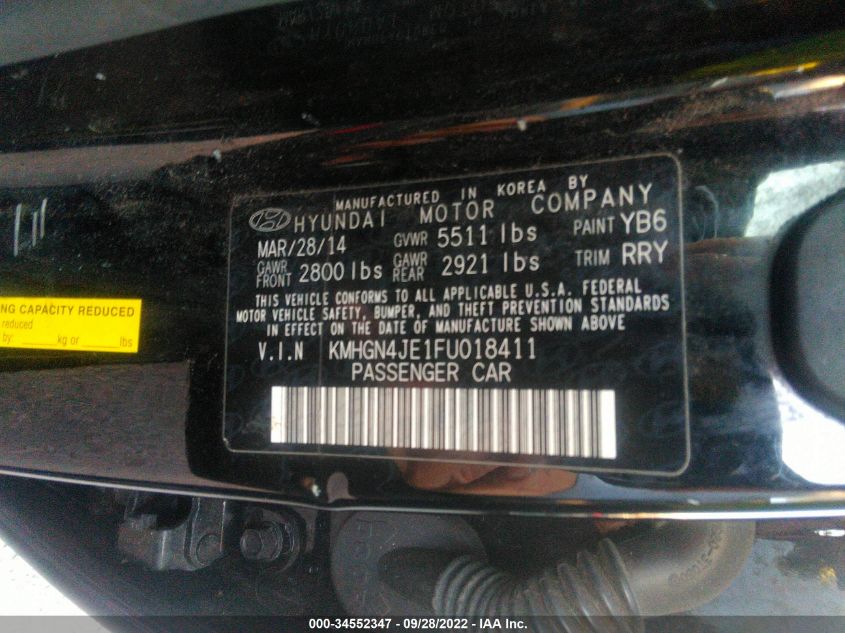 MANUFACTURED IN KOREA BY
HYUNDAI MOTOR COMPANY
MAR/28/14 GVWR 5511 lbs PAINT YB6
GAWR FRONT 2800 lbs GAWR REAR 2921 lbs TRIM RRY
THIS VEHICLE CONFORMS TO ALL APPLICABLE U.S.A. FEDERAL
MOTOR VEHICLE SAFETY, BUMPER, AND THEFT PREVENTION STANDARDS
IN EFFECT ON THE DATE OF MANUFACTURE SHOWN ABOVE
V.I.N KMHGN4JE1FU018411
PASSENGER CAR
NG CAPACITY REDUCED
reduced
by: kg or lbs
000-34552347 - 09/28/2022 - IAA Inc.